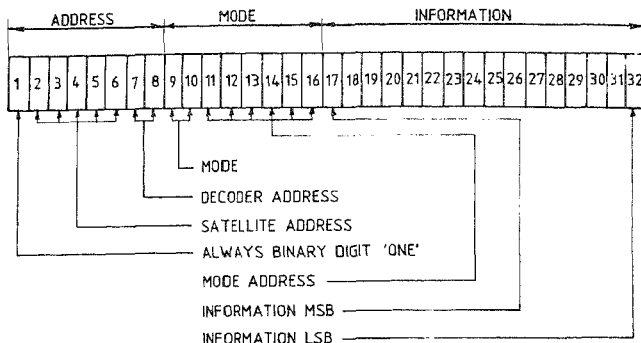 ADDRESS MODE INFORMATION
1 2 3 4 5 6 7 8 9 10 11 12 13 14 15 16 17 18 19 20 21 22 23 24 25 26 27 28 29 30 31 32
MODE
DECODER ADDRESS
SATELLITE ADDRESS
ALWAYS BINARY DIGIT 'ONE'
MODE ADDRESS
INFORMATION MSB
INFORMATION LSB